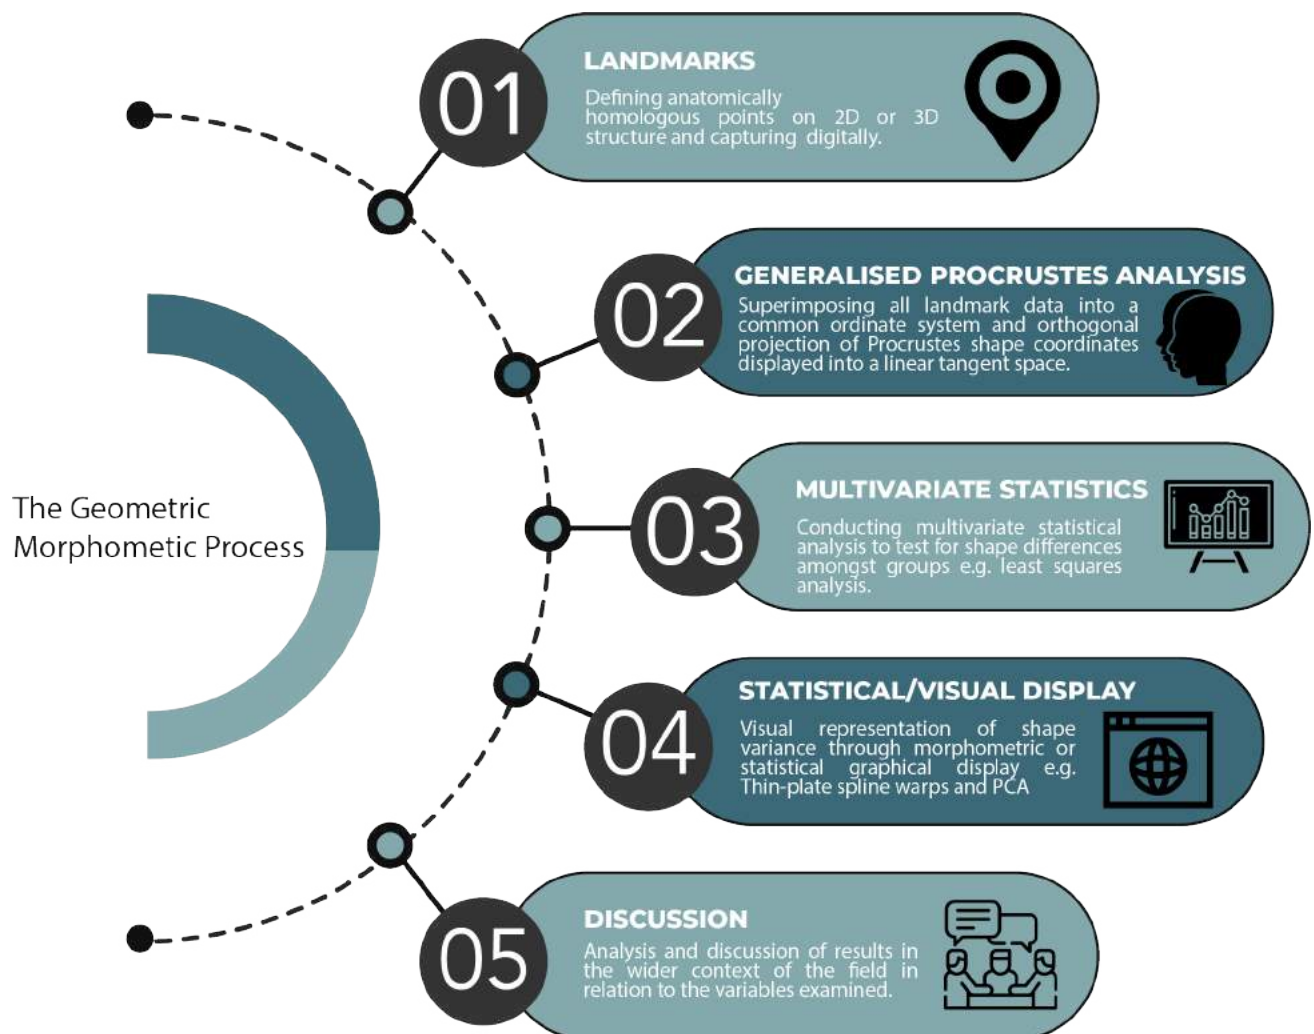 01
LANDMARKS
Defining anatomically
homologous points on 2D or 3D
structure and capturing digitally.
02
GENERALISED PROCRUSTES ANALYSIS
Superimposing all landmark data into a
common ordinate system and orthogonal
projection of Procrustes shape coordinates
displayed into a linear tangent space.
The Geometric
Morphometic Process
03
MULTIVARIATE STATISTICS
Conducting multivariate statistical
analysis to test for shape differences
amongst groups e.g. least squares
analysis.
04
STATISTICAL/VISUAL DISPLAY
Visual representation of shape
variance through morphometric or
statistical graphical display e.g.
Thin-plate spline warps and PCA
05
DISCUSSION
Analysis and discussion of results in
the wider context of the field in
relation to the variables examined.